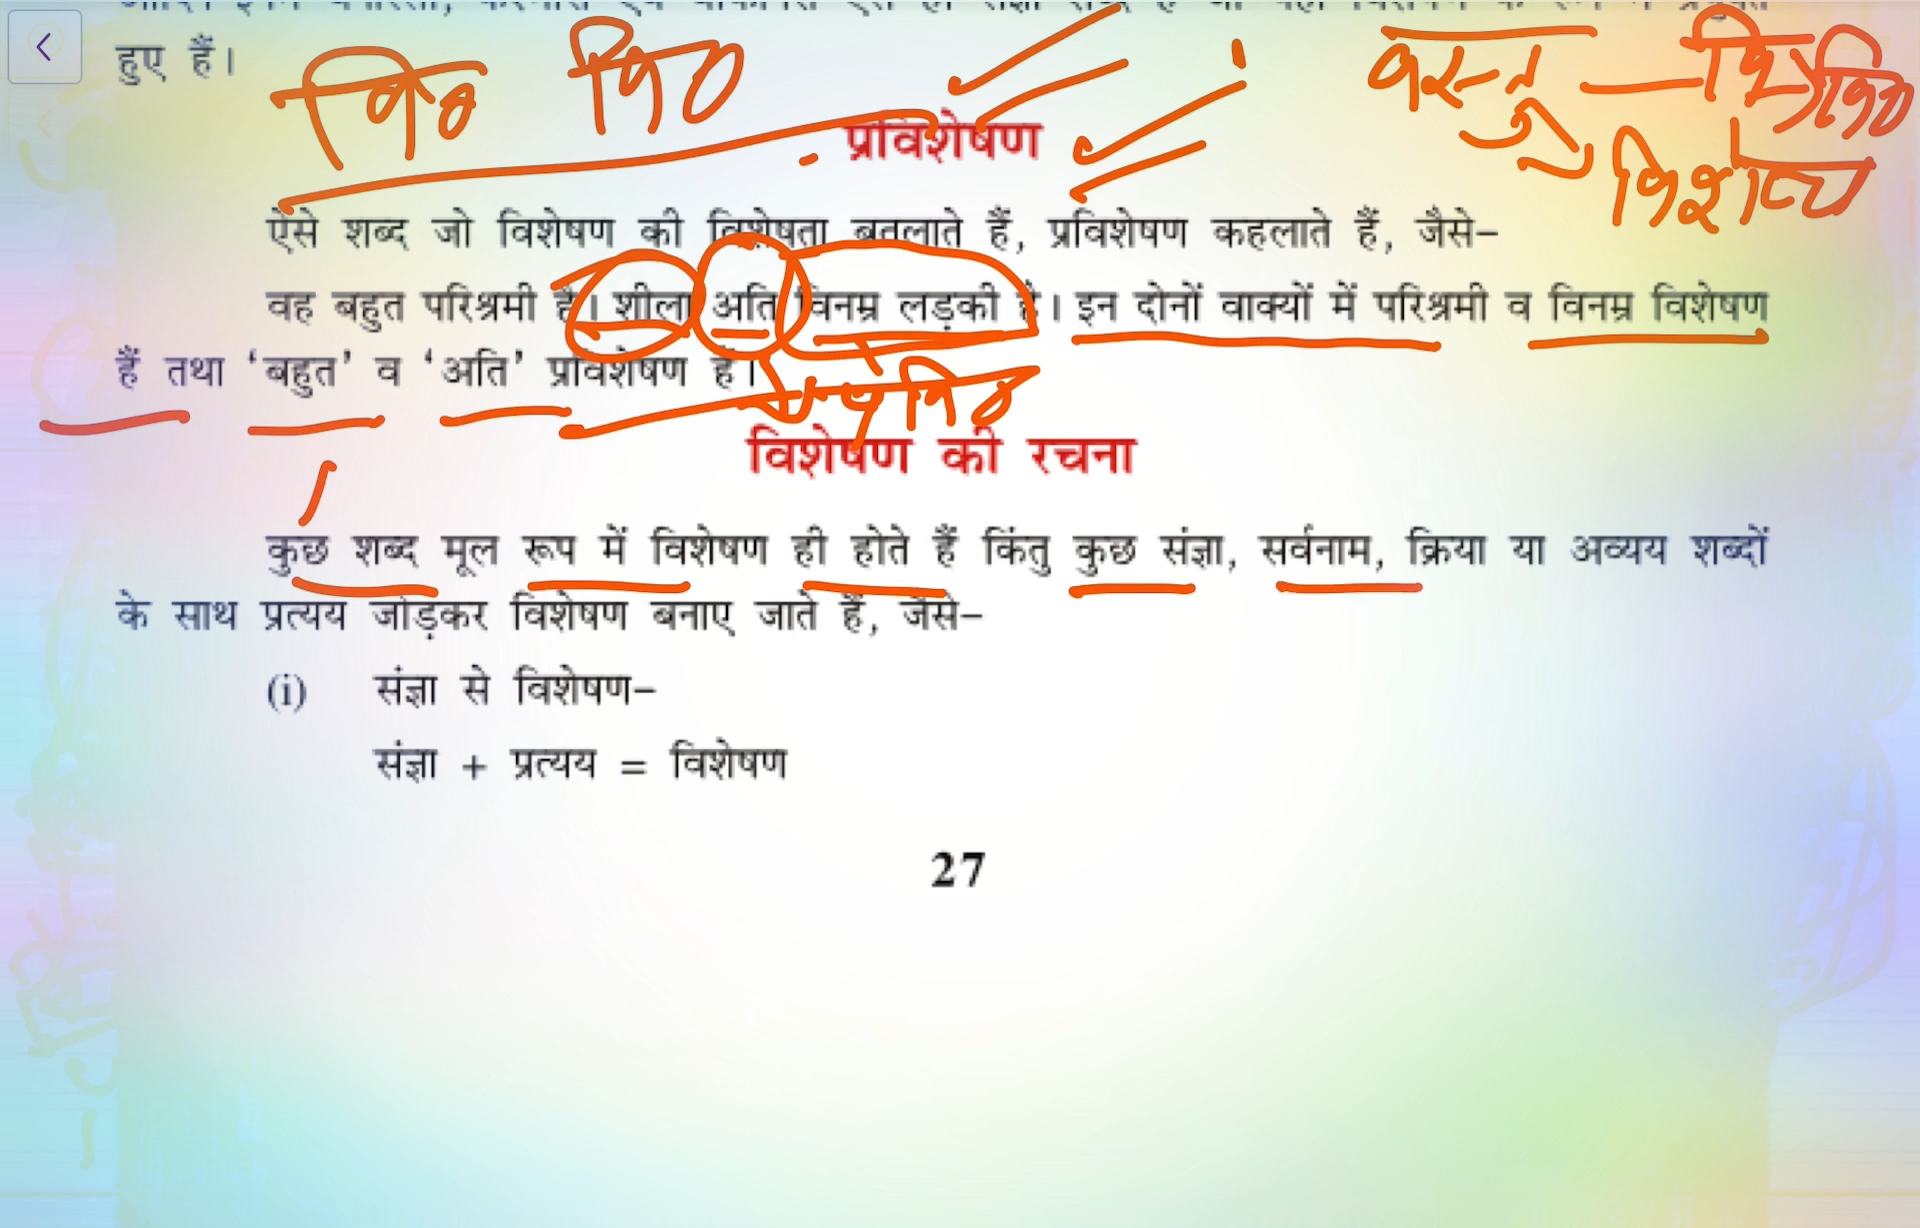 हुए हैं।
वि० वि०
वस्तु — वि० वि०
विशेष्य
प्रविशेषण
ऐसे शब्द जो विशेषण की विशेषता बतलाते हैं, प्रविशेषण कहलाते हैं, जैसे–
वह बहुत परिश्रमी है। शीला अति विनम्र लड़की है। इन दोनों वाक्यों में परिश्रमी व विनम्र विशेषण
हैं तथा ‘बहुत’ व ‘अति’ प्रविशेषण हैं।
विशेषण की रचना
कुछ शब्द मूल रूप में विशेषण ही होते हैं किंतु कुछ संज्ञा, सर्वनाम, क्रिया या अव्यय शब्दों
के साथ प्रत्यय जोड़कर विशेषण बनाए जाते हैं, जैसे–
(i) संज्ञा से विशेषण–
संज्ञा + प्रत्यय = विशेषण
27